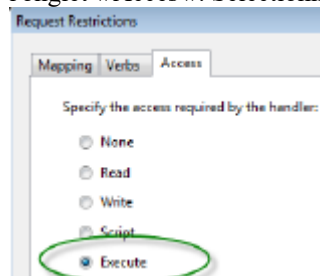 Request Restrictions
Mapping Verbs Access
Specify the access required by the handler:
None
Read
Write
Script
Execute